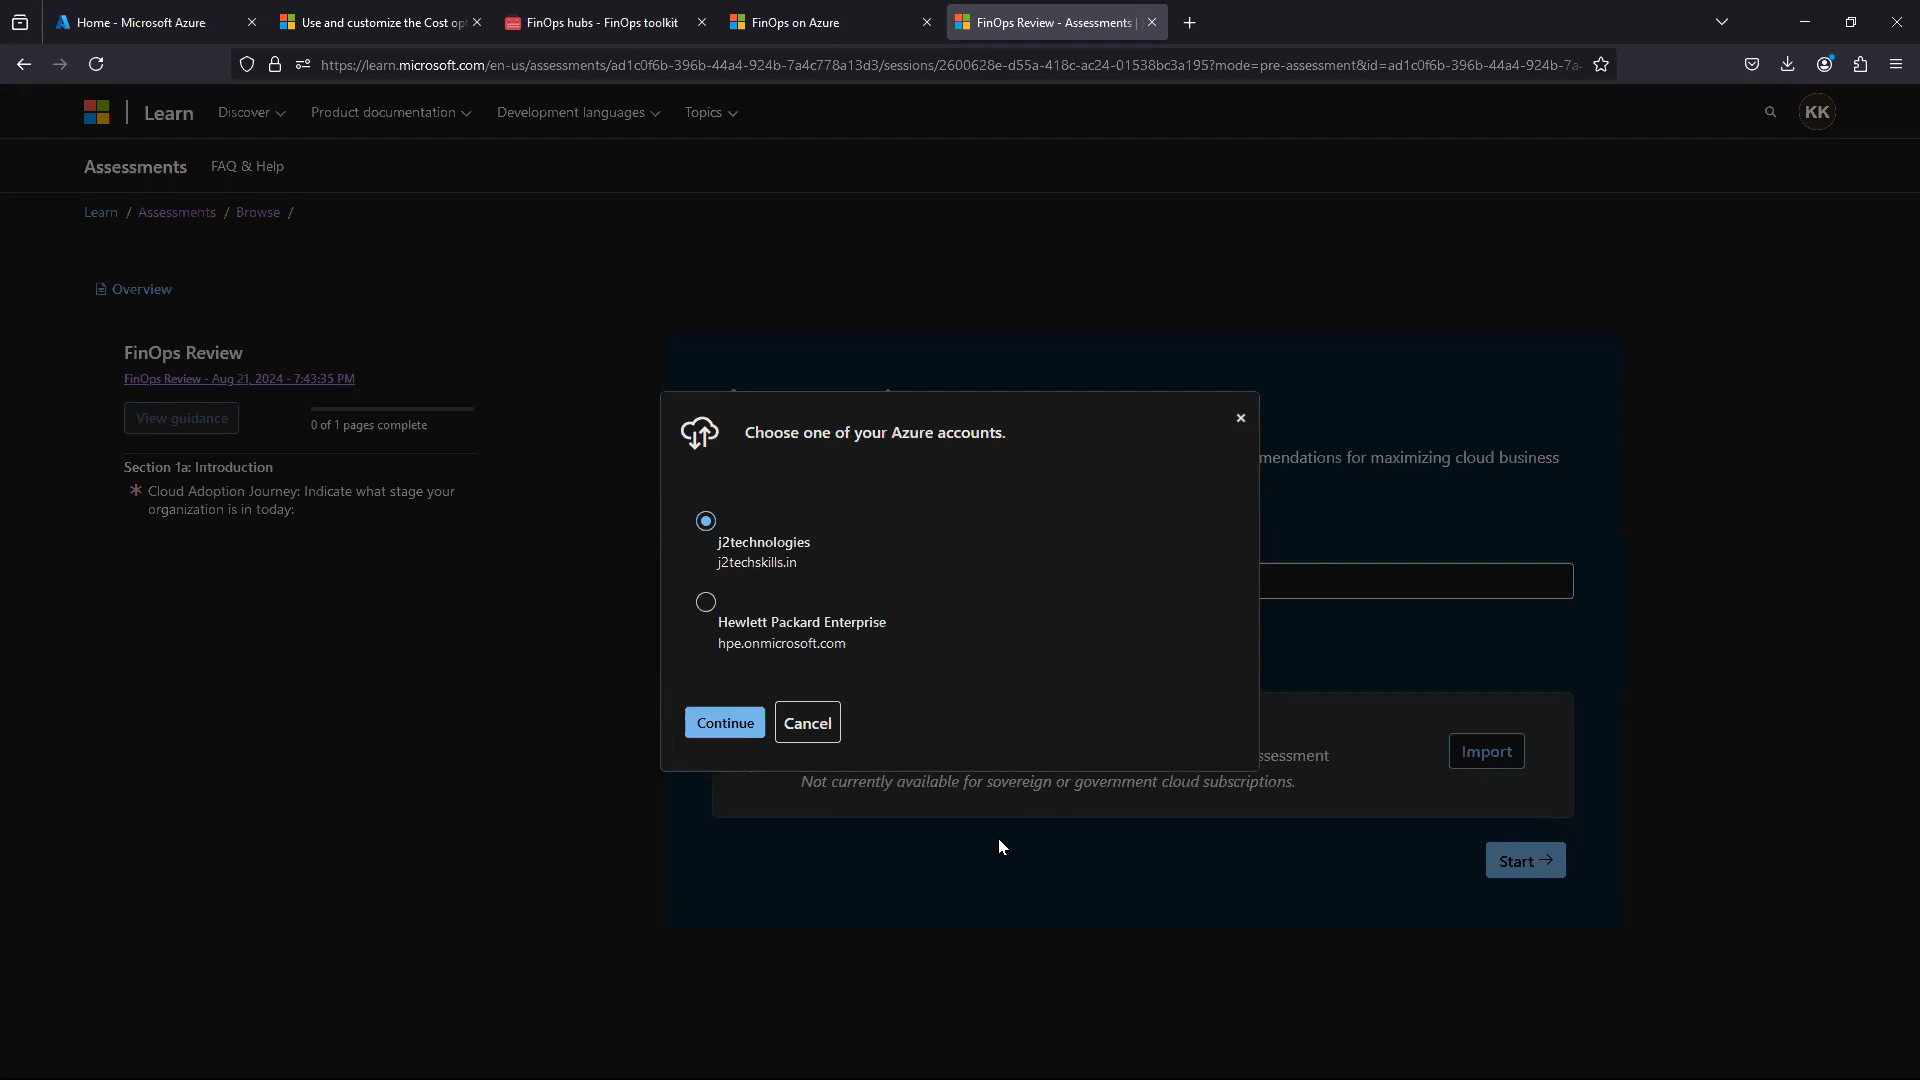 Home - Microsoft Azure
Use and customize the Cost op
FinOps hubs - FinOps toolkit
FinOps on Azure
FinOps Review - Assessments |
https://learn.microsoft.com/en-us/assessments/ad1c0f6b-396b-44a4-924b-7a4c778a13d3/sessions/2600628e-d55a-418c-ac24-01538bc3a195?mode=pre-assessment&id=ad1c0f6b-396b-44a4-924b-7a
Learn
Discover
Product documentation
Development languages
Topics
KK
Assessments
FAQ & Help
Learn / Assessments / Browse /
Overview
FinOps Review
FinOps Review - Aug 21, 2024 - 7:43:35 PM
View guidance
0 of 1 pages complete
Section 1a: Introduction
* Cloud Adoption Journey: Indicate what stage your
organization is in today:
Choose one of your Azure accounts.
mendations for maximizing cloud business
j2technologies
j2techskills.in
Hewlett Packard Enterprise
hpe.onmicrosoft.com
Continue
Cancel
ssessment
Import
Not currently available for sovereign or government cloud subscriptions.
Start →